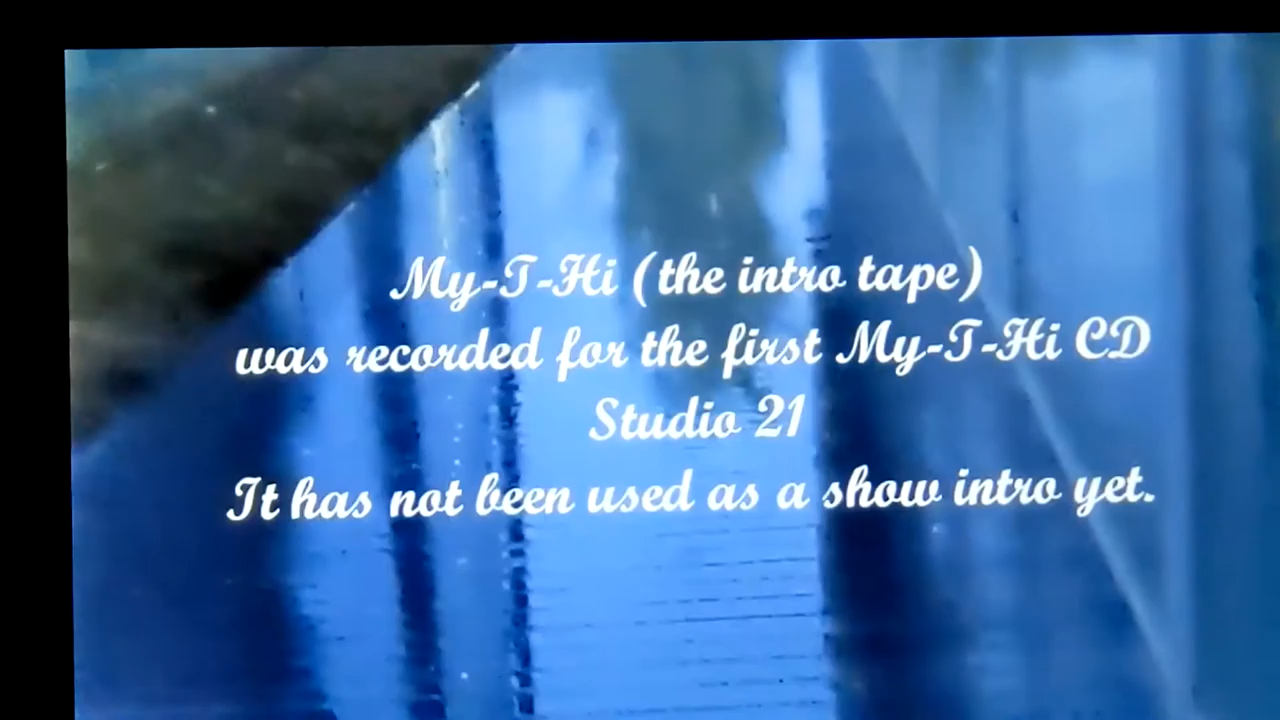 My-T-Hi (the intro tape)
was recorded for the first My-T-Hi CD
Studio 21
It has not been used as a show intro yet.